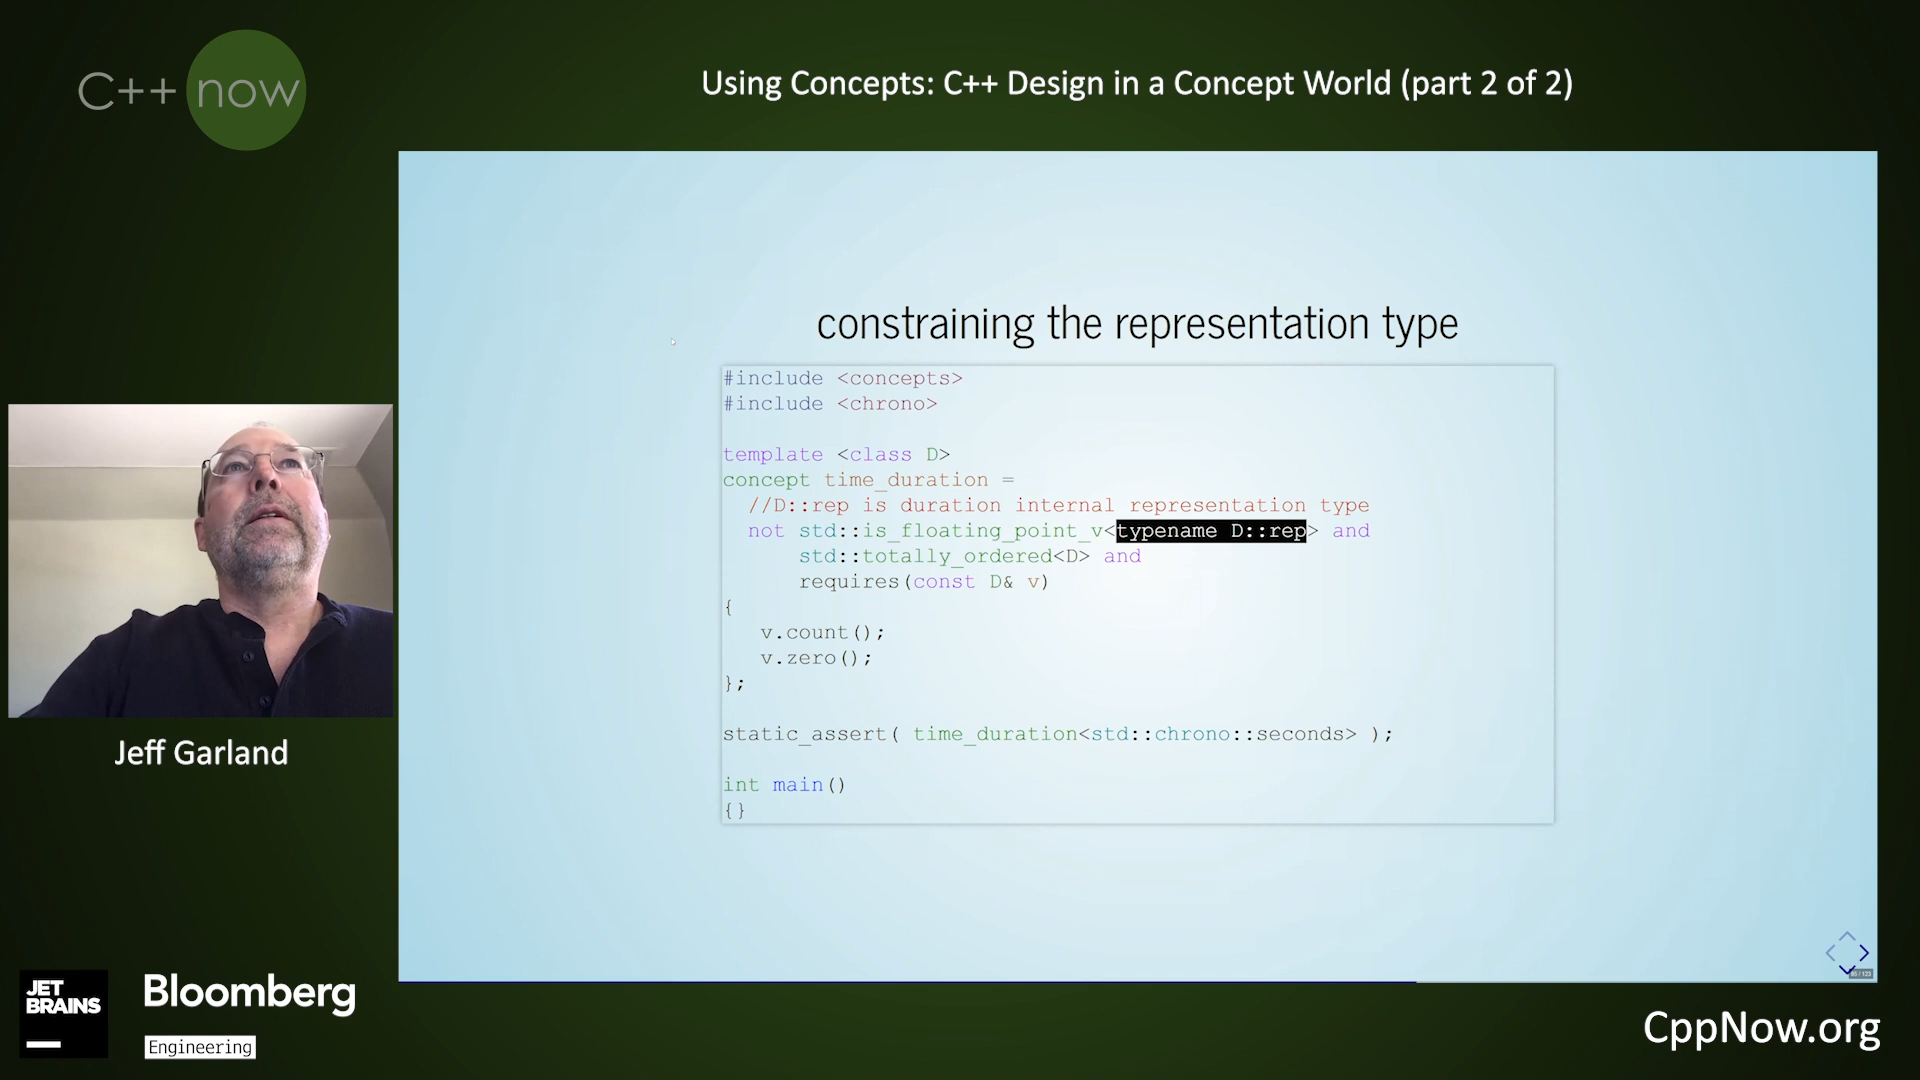 C++ now
Using Concepts: C++ Design in a Concept World (part 2 of 2)
constraining the representation type
#include <concepts>
#include <chrono>
template <class D>
concept time_duration =
//D::rep is duration internal representation type
not std::is_floating_point_v<typename D::rep> and
std::totally_ordered<D> and
requires(const D& v)
{
v.count();
v.zero();
};
static_assert( time_duration<std::chrono::seconds> );
int main()
{}
Jeff Garland
JET
BRAINS
Bloomberg
Engineering
CppNow.org